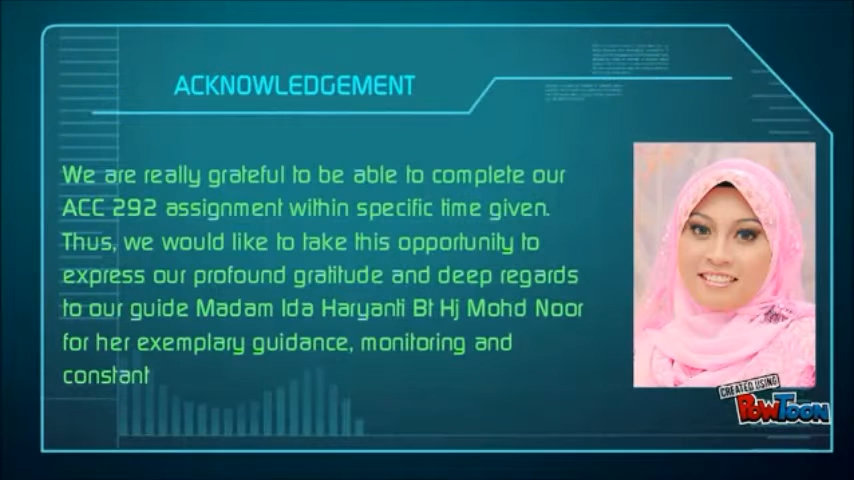 ACKNOWLEDGEMENT
We are really grateful to be able to complete our
ACC 292 assignment within specific time given.
Thus, we would like to take this opportunity to
express our profound gratitude and deep regards
to our guide Madam Ida Haryanti Bt Hj Mohd Noor
for her exemplary guidance, monitoring and
constant
CREATED USING
POWTOON